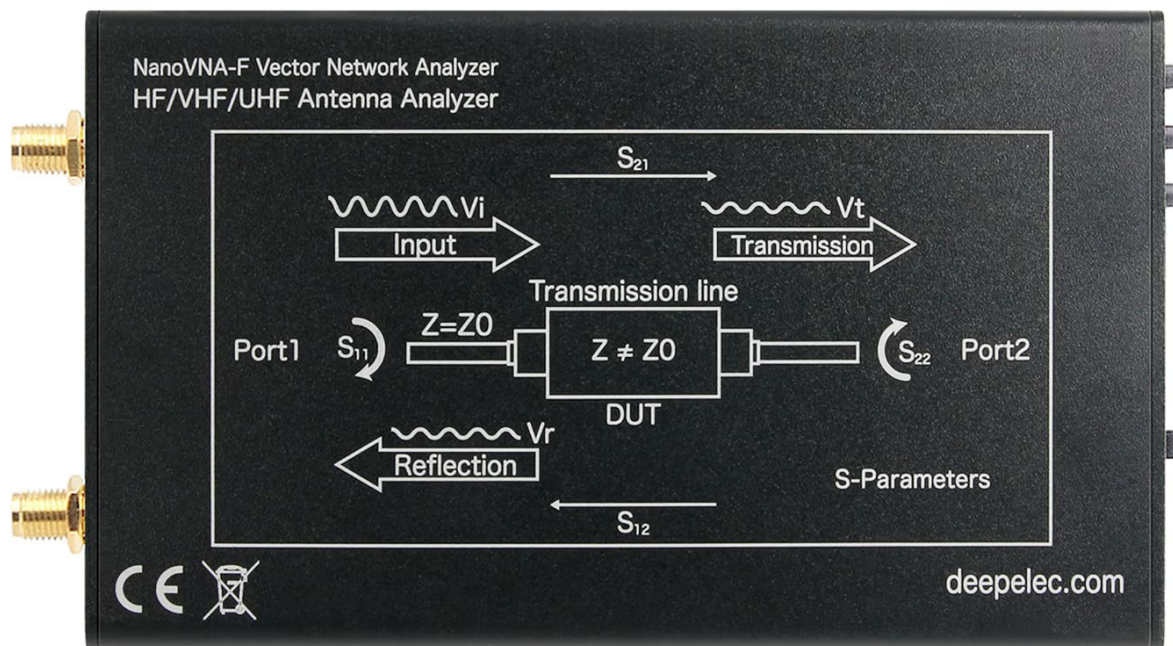 NanoVNA-F Vector Network Analyzer
HF/VHF/UHF Antenna Analyzer
S₂₁
Vi
Vt
Input
Transmission
Transmission line
Z=Z0
Port1
S₁₁
Z ≠ Z0
S₂₂
Port2
DUT
Vr
Reflection
S-Parameters
S₁₂
CE
deepelec.com